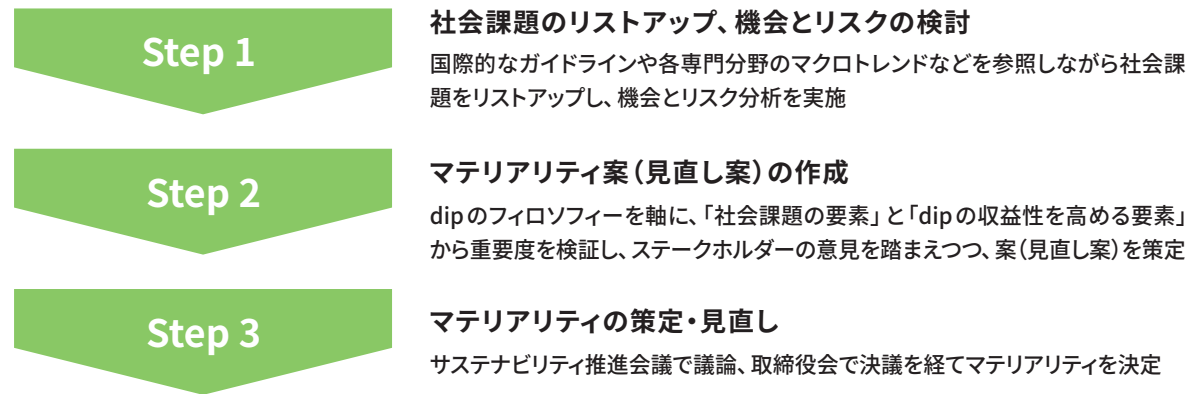 Step 1
社会課題のリストアップ、機会とリスクの検討
国際的なガイドラインや各専門分野のマクロトレンドなどを参照しながら社会課
題をリストアップし、機会とリスク分析を実施
Step 2
マテリアリティ案（見直し案）の作成
dipのフィロソフィーを軸に、「社会課題の要素」と「dipの収益性を高める要素」
から重要度を検証し、ステークホルダーの意見を踏まえつつ、案（見直し案）を策定
Step 3
マテリアリティの策定・見直し
サステナビリティ推進会議で議論、取締役会で決議を経てマテリアリティを決定